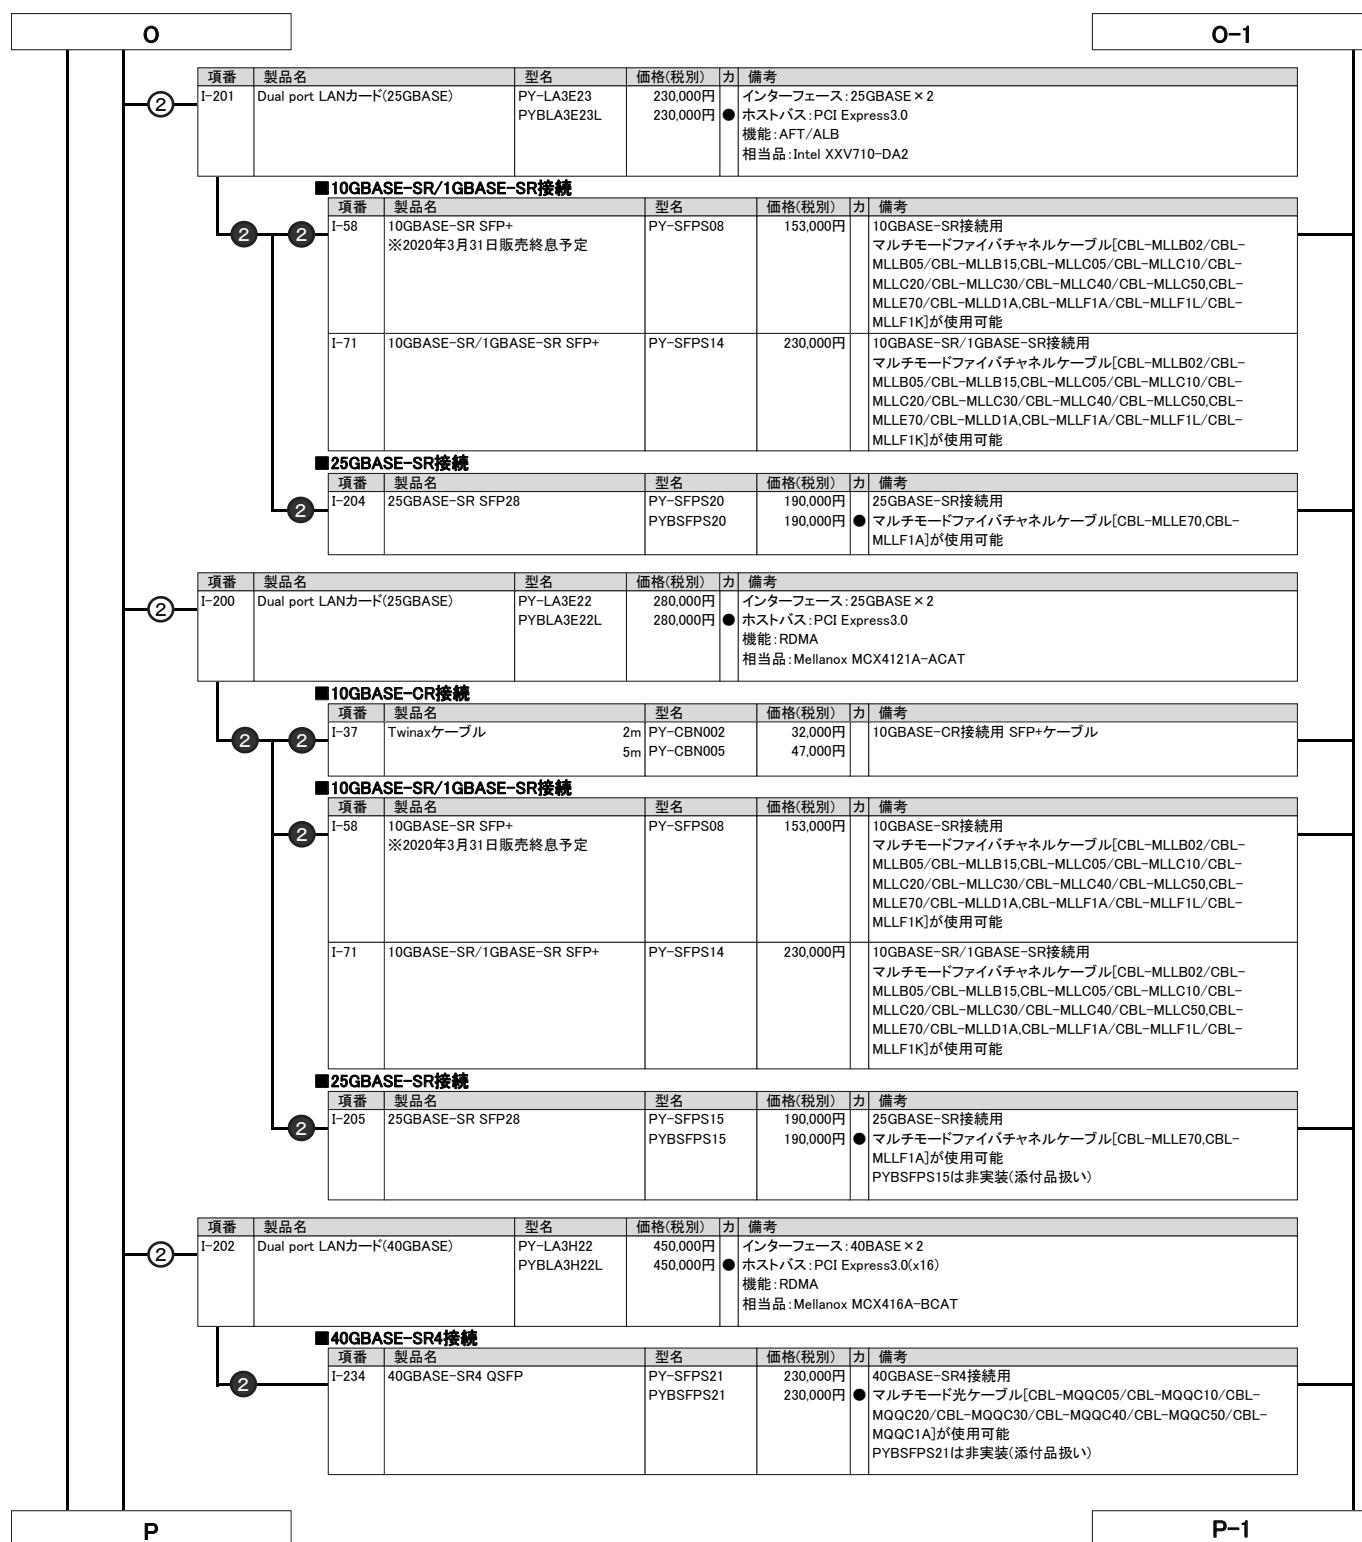 O
O-1
項番 製品名 型名 価格(税別) カ 備考
② I-201 Dual port LANカード(25GBASE) PY-LA3E23 230,000円 インターフェース:25GBASE×2
PYBLA3E23L 230,000円 ● ホストバス:PCI Express3.0
機能:AFT/ALB
相当品:Intel XXV710-DA2
■10GBASE-SR/1GBASE-SR接続
項番 製品名 型名 価格(税別) カ 備考
2 2 I-58 10GBASE-SR SFP+ PY-SFPS08 153,000円 10GBASE-SR接続用
※2020年3月31日販売終息予定 マルチモードファイバチャネルケーブル[CBL-MLLB02/CBL-
MLLB05/CBL-MLLB15,CBL-MLLC05/CBL-MLLC10/CBL-
MLLC20/CBL-MLLC30/CBL-MLLC40/CBL-MLLC50,CBL-
MLLE70/CBL-MLLD1A,CBL-MLLF1A/CBL-MLLF1L/CBL-
MLLF1K]が使用可能
I-71 10GBASE-SR/1GBASE-SR SFP+ PY-SFPS14 230,000円 10GBASE-SR/1GBASE-SR接続用
マルチモードファイバチャネルケーブル[CBL-MLLB02/CBL-
MLLB05/CBL-MLLB15,CBL-MLLC05/CBL-MLLC10/CBL-
MLLC20/CBL-MLLC30/CBL-MLLC40/CBL-MLLC50,CBL-
MLLE70/CBL-MLLD1A,CBL-MLLF1A/CBL-MLLF1L/CBL-
MLLF1K]が使用可能
■25GBASE-SR接続
項番 製品名 型名 価格(税別) カ 備考
2 I-204 25GBASE-SR SFP28 PY-SFPS20 190,000円 25GBASE-SR接続用
PYBSFPS20 190,000円 ● マルチモードファイバチャネルケーブル[CBL-MLLE70,CBL-
MLLF1A]が使用可能
項番 製品名 型名 価格(税別) カ 備考
② I-200 Dual port LANカード(25GBASE) PY-LA3E22 280,000円 インターフェース:25GBASE×2
PYBLA3E22L 280,000円 ● ホストバス:PCI Express3.0
機能:RDMA
相当品:Mellanox MCX4121A-ACAT
■10GBASE-CR接続
項番 製品名 型名 価格(税別) カ 備考
2 2 I-37 Twinaxケーブル 2m PY-CBN002 32,000円 10GBASE-CR接続用 SFP+ケーブル
5m PY-CBN005 47,000円
■10GBASE-SR/1GBASE-SR接続
項番 製品名 型名 価格(税別) カ 備考
2 I-58 10GBASE-SR SFP+ PY-SFPS08 153,000円 10GBASE-SR接続用
※2020年3月31日販売終息予定 マルチモードファイバチャネルケーブル[CBL-MLLB02/CBL-
MLLB05/CBL-MLLB15,CBL-MLLC05/CBL-MLLC10/CBL-
MLLC20/CBL-MLLC30/CBL-MLLC40/CBL-MLLC50,CBL-
MLLE70/CBL-MLLD1A,CBL-MLLF1A/CBL-MLLF1L/CBL-
MLLF1K]が使用可能
I-71 10GBASE-SR/1GBASE-SR SFP+ PY-SFPS14 230,000円 10GBASE-SR/1GBASE-SR接続用
マルチモードファイバチャネルケーブル[CBL-MLLB02/CBL-
MLLB05/CBL-MLLB15,CBL-MLLC05/CBL-MLLC10/CBL-
MLLC20/CBL-MLLC30/CBL-MLLC40/CBL-MLLC50,CBL-
MLLE70/CBL-MLLD1A,CBL-MLLF1A/CBL-MLLF1L/CBL-
MLLF1K]が使用可能
■25GBASE-SR接続
項番 製品名 型名 価格(税別) カ 備考
2 I-205 25GBASE-SR SFP28 PY-SFPS15 190,000円 25GBASE-SR接続用
PYBSFPS15 190,000円 ● マルチモードファイバチャネルケーブル[CBL-MLLE70,CBL-
MLLF1A]が使用可能
PYBSFPS15は非実装(添付品扱い)
項番 製品名 型名 価格(税別) カ 備考
② I-202 Dual port LANカード(40GBASE) PY-LA3H22 450,000円 インターフェース:40BASE×2
PYBLA3H22L 450,000円 ● ホストバス:PCI Express3.0(x16)
機能:RDMA
相当品:Mellanox MCX416A-BCAT
■40GBASE-SR4接続
項番 製品名 型名 価格(税別) カ 備考
2 I-234 40GBASE-SR4 QSFP PY-SFPS21 230,000円 40GBASE-SR4接続用
PYBSFPS21 230,000円 ● マルチモード光ケーブル[CBL-MQQC05/CBL-MQQC10/CBL-
MQQC20/CBL-MQQC30/CBL-MQQC40/CBL-MQQC50/CBL-
MQQC1A]が使用可能
PYBSFPS21は非実装(添付品扱い)
P
P-1